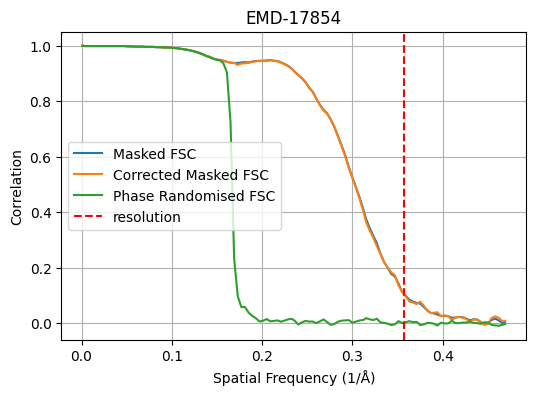 EMD-17854
1.0
0.8
0.6
0.4
0.2
0.0
Correlation
Masked FSC
Corrected Masked FSC
Phase Randomised FSC
resolution
0.0 0.1 0.2 0.3 0.4
Spatial Frequency (1/Å)